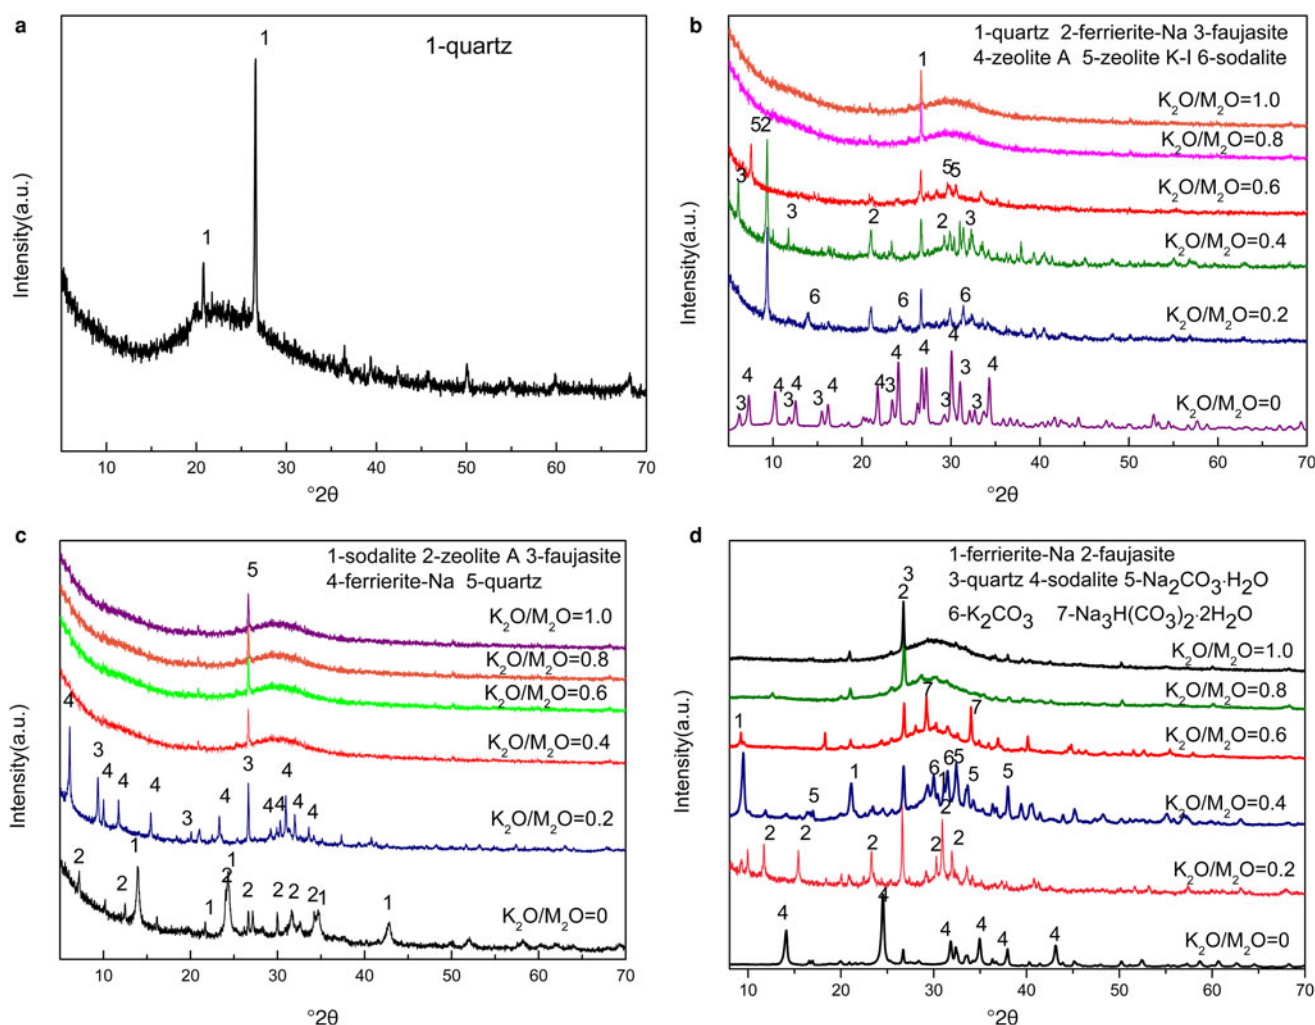 a
1-quartz
1
1
Intensity(a.u.)
10 20 30 40 50 60 70
°2θ
b
1-quartz 2-ferrierite-Na 3-faujasite
4-zeolite A 5-zeolite K-I 6-sodalite
1
K₂O/M₂O=1.0
K₂O/M₂O=0.8
5 2
5 5
K₂O/M₂O=0.6
3 3 2 2 3
K₂O/M₂O=0.4
6 6 6
K₂O/M₂O=0.2
3 4 4 3 4 3 4 4 3 4 4 3 4 3 3 4
K₂O/M₂O=0
Intensity(a.u.)
10 20 30 40 50 60 70
°2θ
c
1-sodalite 2-zeolite A 3-faujasite
4-ferrierite-Na 5-quartz
5
K₂O/M₂O=1.0
K₂O/M₂O=0.8
K₂O/M₂O=0.6
K₂O/M₂O=0.4
4 3 4 4 4 3 4 3 4 4 4 4 4
K₂O/M₂O=0.2
2 2 1 1 2 1 2 2 2 2 1 1
K₂O/M₂O=0
Intensity(a.u.)
10 20 30 40 50 60 70
°2θ
d
1-ferrierite-Na 2-faujasite
3-quartz 4-sodalite 5-Na₂CO₃·H₂O
6-K₂CO₃ 7-Na₃H(CO₃)₂·2H₂O
3
2
K₂O/M₂O=1.0
K₂O/M₂O=0.8
1 7 7
K₂O/M₂O=0.6
5 1 6 1 6 5 5 5
K₂O/M₂O=0.4
2 2 2 2 2 2
K₂O/M₂O=0.2
4 4 4 4 4 4
K₂O/M₂O=0
Intensity(a.u.)
10 20 30 40 50 60 70
°2θ